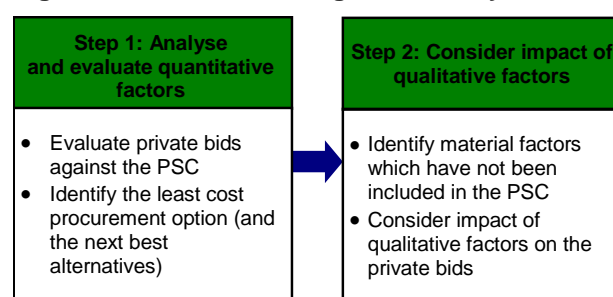 Step 1: Analyse
and evaluate quantitative
factors
• Evaluate private bids
against the PSC
• Identify the least cost
procurement option (and
the next best
alternatives)
Step 2: Consider impact of
qualitative factors
• Identify material factors
which have not been
included in the PSC
• Consider impact of
qualitative factors on the
private bids